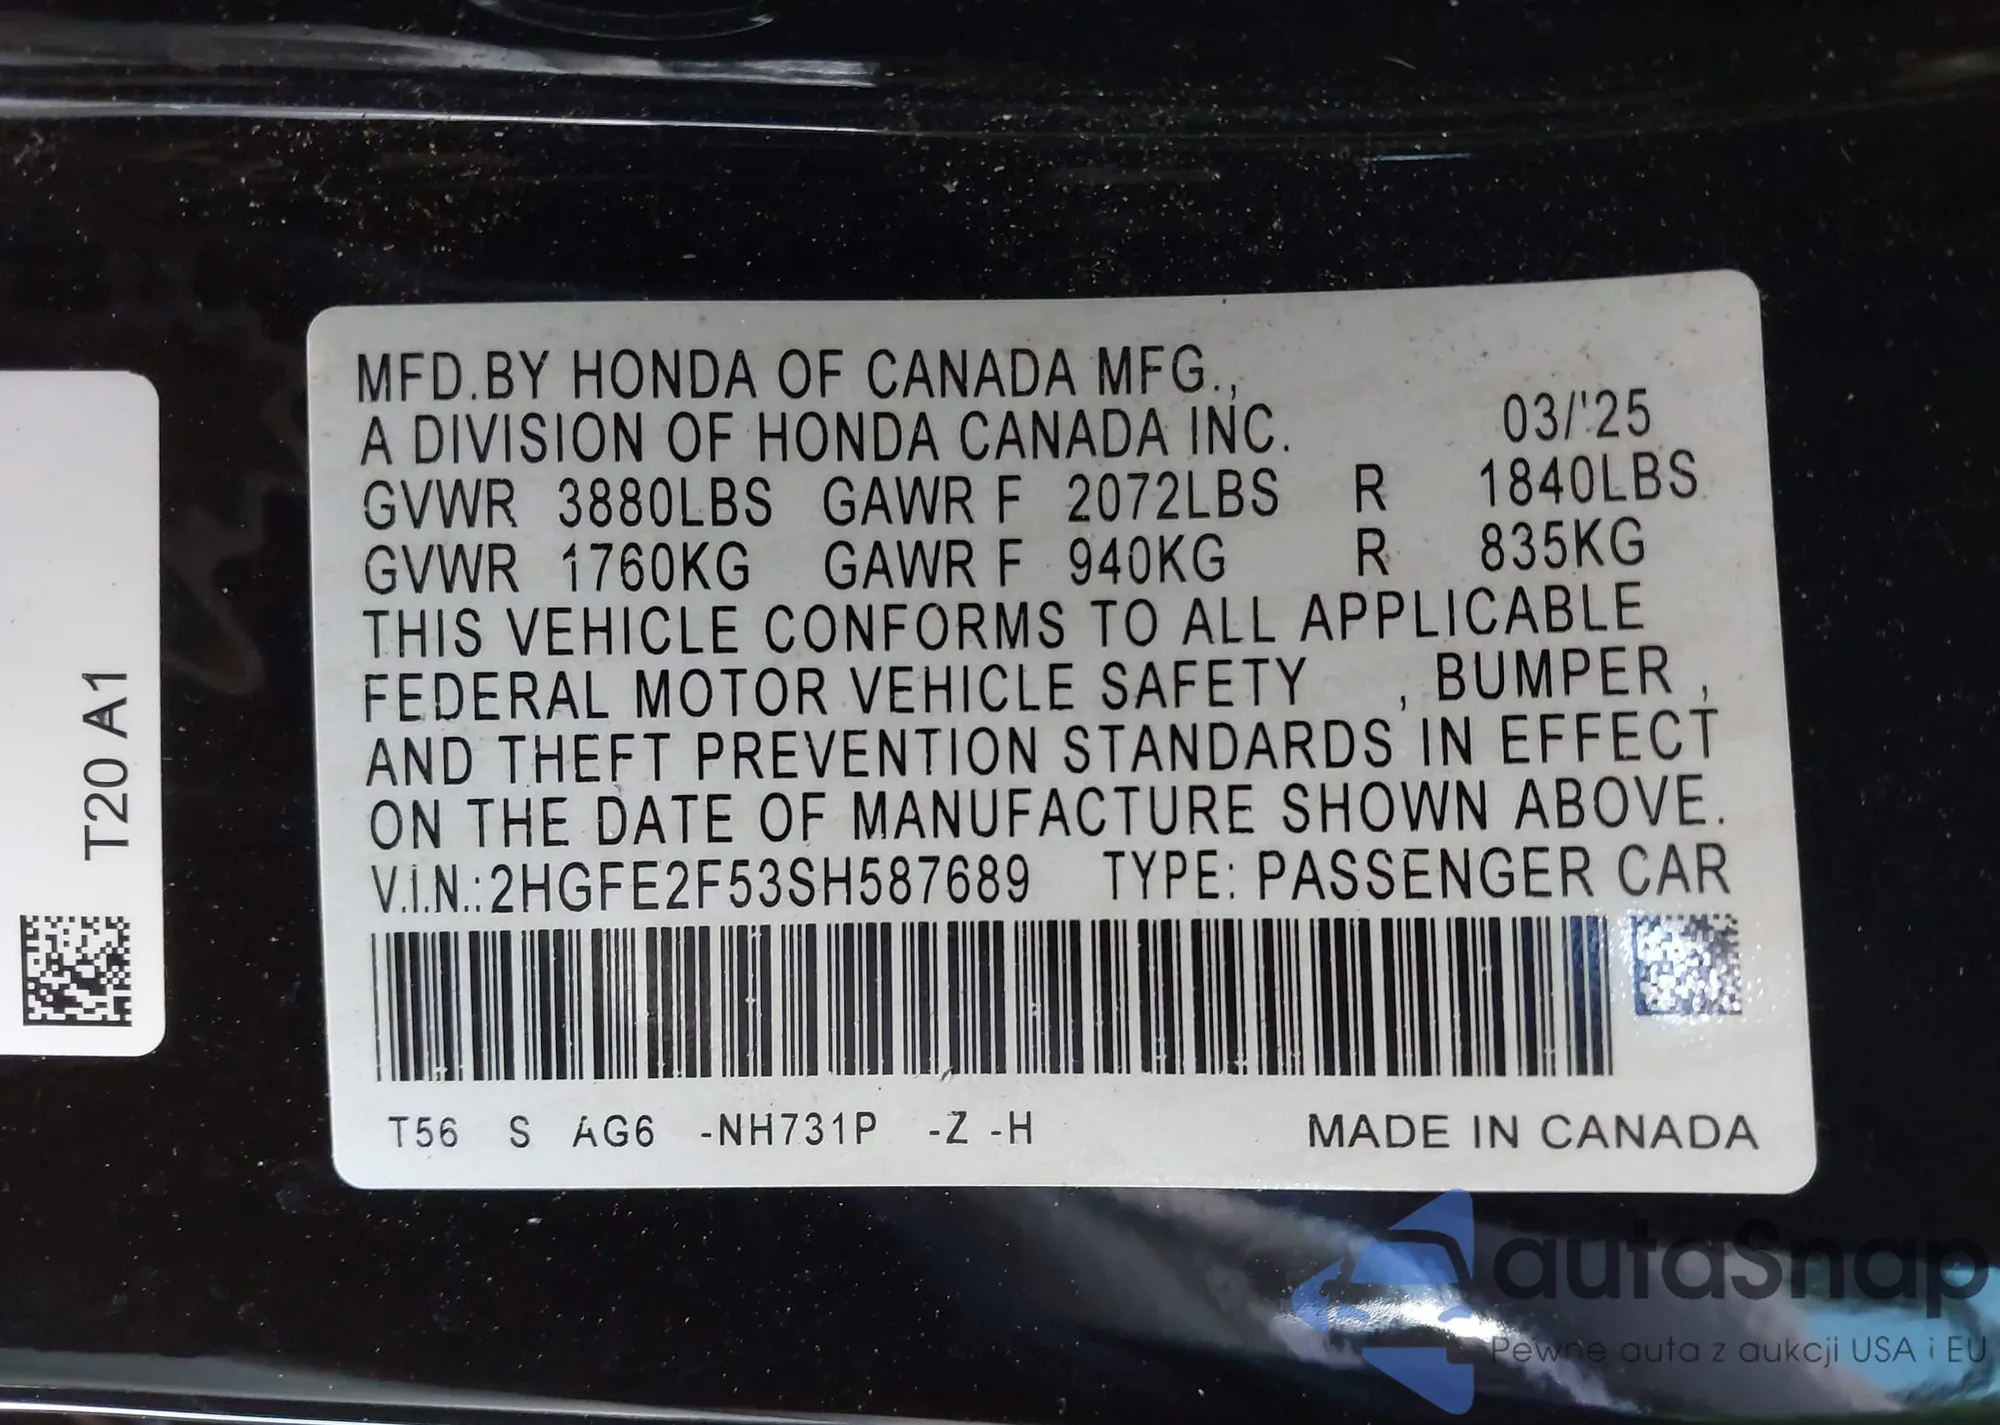 MFD.BY HONDA OF CANADA MFG.,
A DIVISION OF HONDA CANADA INC. 03/'25
GVWR 3880LBS GAWR F 2072LBS R 1840LBS
GVWR 1760KG GAWR F 940KG R 835KG
THIS VEHICLE CONFORMS TO ALL APPLICABLE
FEDERAL MOTOR VEHICLE SAFETY , BUMPER ,
AND THEFT PREVENTION STANDARDS IN EFFECT
ON THE DATE OF MANUFACTURE SHOWN ABOVE.
V.I.N.:2HGFE2F53SH587689 TYPE: PASSENGER CAR
T56 S AG6 -NH731P -Z -H MADE IN CANADA
T20 A1
autaSnap
Pewne auta z aukcji USA i EU